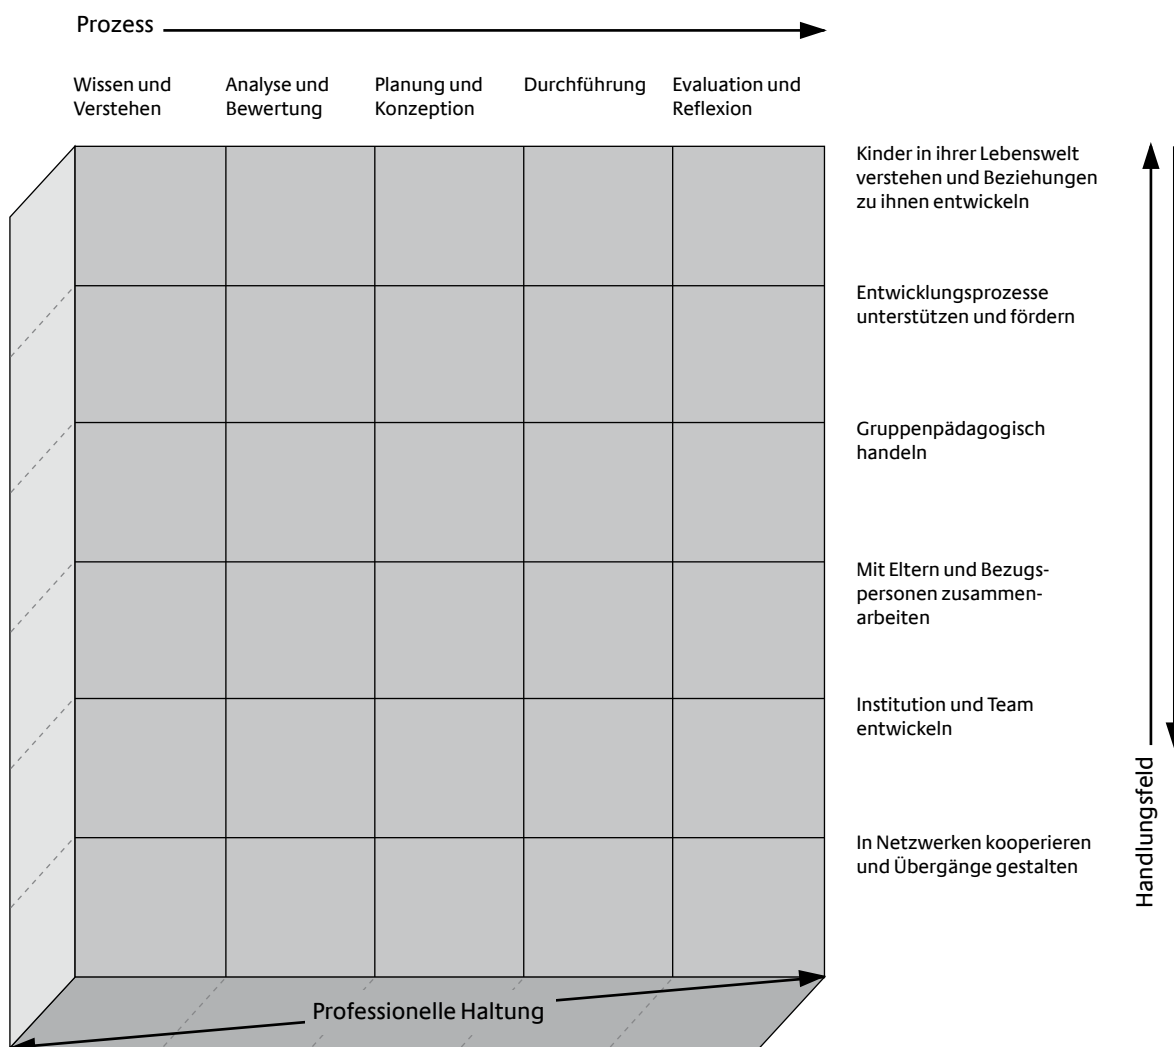 Prozess
Wissen und
Verstehen
Analyse und
Bewertung
Planung und
Konzeption
Durchführung
Evaluation und
Reflexion
Kinder in ihrer Lebenswelt
verstehen und Beziehungen
zu ihnen entwickeln
Entwicklungsprozesse
unterstützen und fördern
Gruppenpädagogisch
handeln
Mit Eltern und Bezugs-
personen zusammen-
arbeiten
Institution und Team
entwickeln
In Netzwerken kooperieren
und Übergänge gestalten
Handlungsfeld
Professionelle Haltung